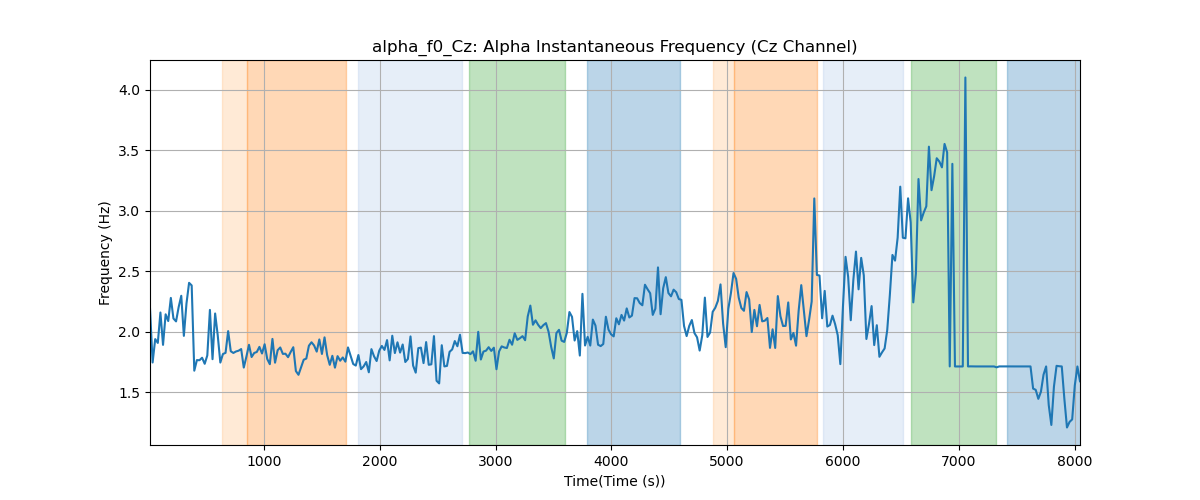 alpha_f0_Cz: Alpha Instantaneous Frequency (Cz Channel)
Frequency (Hz)
4.0
3.5
3.0
2.5
2.0
1.5
1000 2000 3000 4000 5000 6000 7000 8000
Time(Time (s))